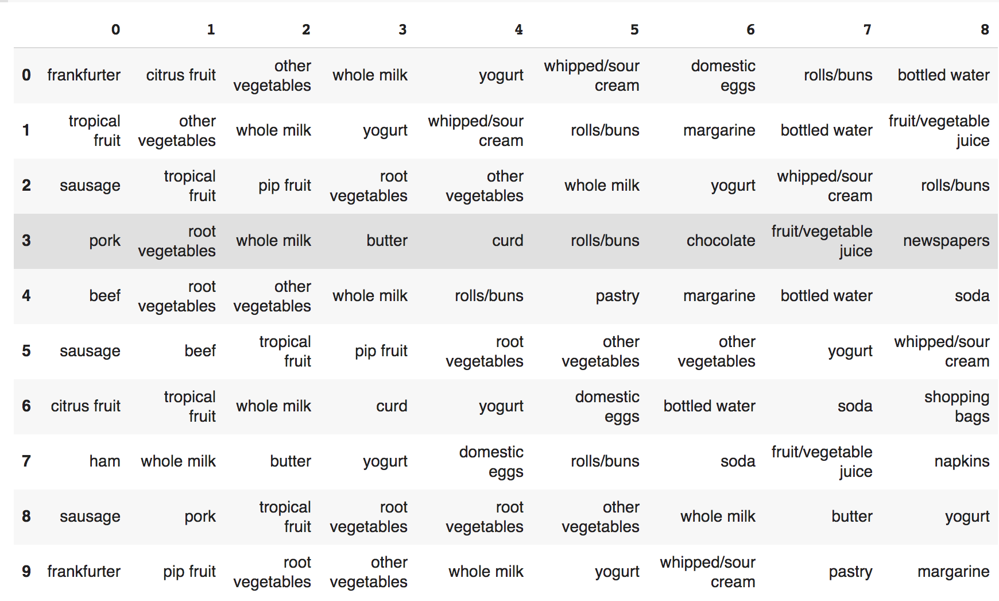 0 1 2 3 4 5 6 7 8
0 frankfurter citrus fruit other vegetables whole milk yogurt whipped/sour cream domestic eggs rolls/buns bottled water
1 tropical fruit other vegetables whole milk yogurt whipped/sour cream rolls/buns margarine bottled water fruit/vegetable juice
2 sausage tropical fruit pip fruit root vegetables other vegetables whole milk yogurt whipped/sour cream rolls/buns
3 pork root vegetables whole milk butter curd rolls/buns chocolate fruit/vegetable juice newspapers
4 beef root vegetables other vegetables whole milk rolls/buns pastry margarine bottled water soda
5 sausage beef tropical fruit pip fruit root vegetables other vegetables other vegetables yogurt whipped/sour cream
6 citrus fruit tropical fruit whole milk curd yogurt domestic eggs bottled water soda shopping bags
7 ham whole milk butter yogurt domestic eggs rolls/buns soda fruit/vegetable juice napkins
8 sausage pork tropical fruit root vegetables root vegetables other vegetables whole milk butter yogurt
9 frankfurter pip fruit root vegetables other vegetables whole milk yogurt whipped/sour cream pastry margarine